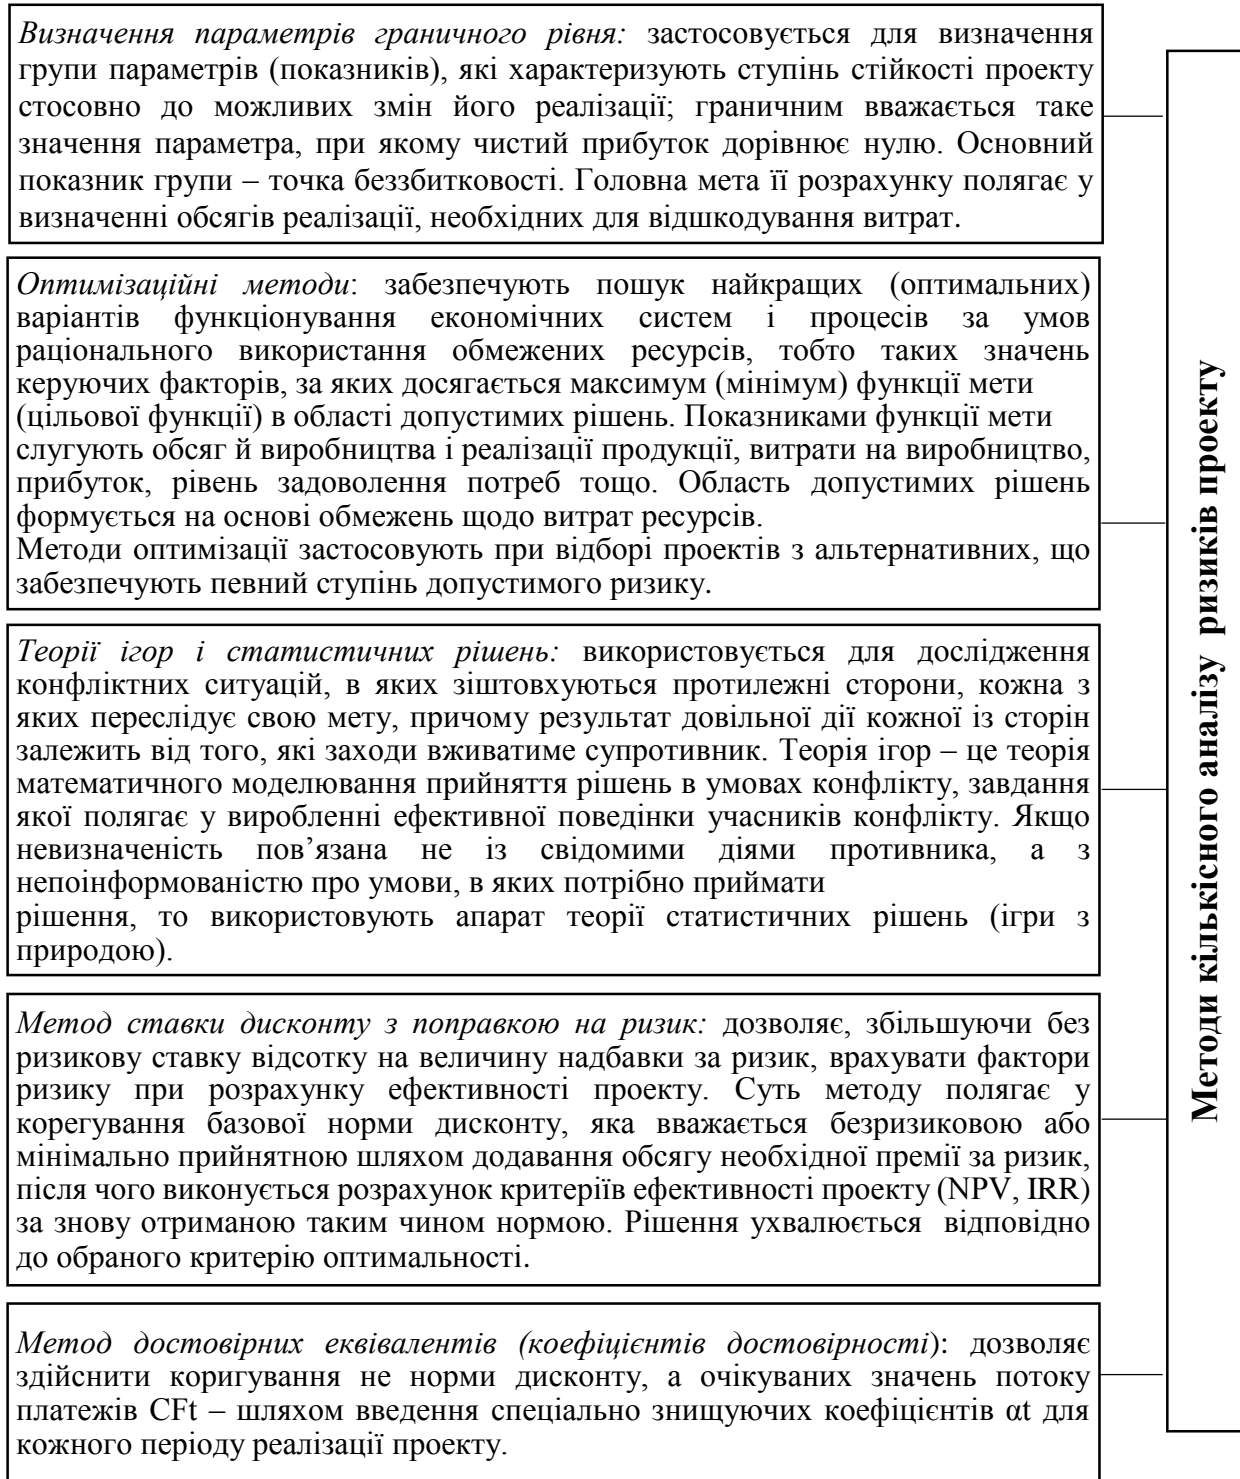 Визначення параметрів граничного рівня: застосовується для визначення
групи параметрів (показників), які характеризують ступінь стійкості проекту
стосовно до можливих змін його реалізації; граничним вважається таке
значення параметра, при якому чистий прибуток дорівнює нулю. Основний
показник групи – точка беззбитковості. Головна мета її розрахунку полягає у
визначенні обсягів реалізації, необхідних для відшкодування витрат.
Оптимізаційні методи: забезпечують пошук найкращих (оптимальних)
варіантів функціонування економічних систем і процесів за умов
раціонального використання обмежених ресурсів, тобто таких значень
керуючих факторів, за яких досягається максимум (мінімум) функції мети
(цільової функції) в області допустимих рішень. Показниками функції мети
слугують обсяг й виробництва і реалізації продукції, витрати на виробництво,
прибуток, рівень задоволення потреб тощо. Область допустимих рішень
формується на основі обмежень щодо витрат ресурсів.
Методи оптимізації застосовують при відборі проектів з альтернативних, що
забезпечують певний ступінь допустимого ризику.
Теорії ігор і статистичних рішень: використовується для дослідження
конфліктних ситуацій, в яких зіштовхуються протилежні сторони, кожна з
яких переслідує свою мету, причому результат довільної дії кожної із сторін
залежить від того, які заходи вживатиме супротивник. Теорія ігор – це теорія
математичного моделювання прийняття рішень в умовах конфлікту, завдання
якої полягає у виробленні ефективної поведінки учасників конфлікту. Якщо
невизначеність пов’язана не із свідомими діями противника, а з
непоінформованістю про умови, в яких потрібно приймати
рішення, то використовують апарат теорії статистичних рішень (ігри з
природою).
Метод ставки дисконту з поправкою на ризик: дозволяє, збільшуючи без
ризикову ставку відсотку на величину надбавки за ризик, врахувати фактори
ризику при розрахунку ефективності проекту. Суть методу полягає у
корегування базової норми дисконту, яка вважається безризиковою або
мінімально прийнятною шляхом додавання обсягу необхідної премії за ризик,
після чого виконується розрахунок критеріїв ефективності проекту (NPV, IRR)
за знову отриманою таким чином нормою. Рішення ухвалюється відповідно
до обраного критерію оптимальності.
Метод достовірних еквівалентів (коефіцієнтів достовірності): дозволяє
здійснити коригування не норми дисконту, а очікуваних значень потоку
платежів CFt – шляхом введення спеціально знищуючих коефіцієнтів αt для
кожного періоду реалізації проекту.
Методи кількісного аналізу ризиків проекту